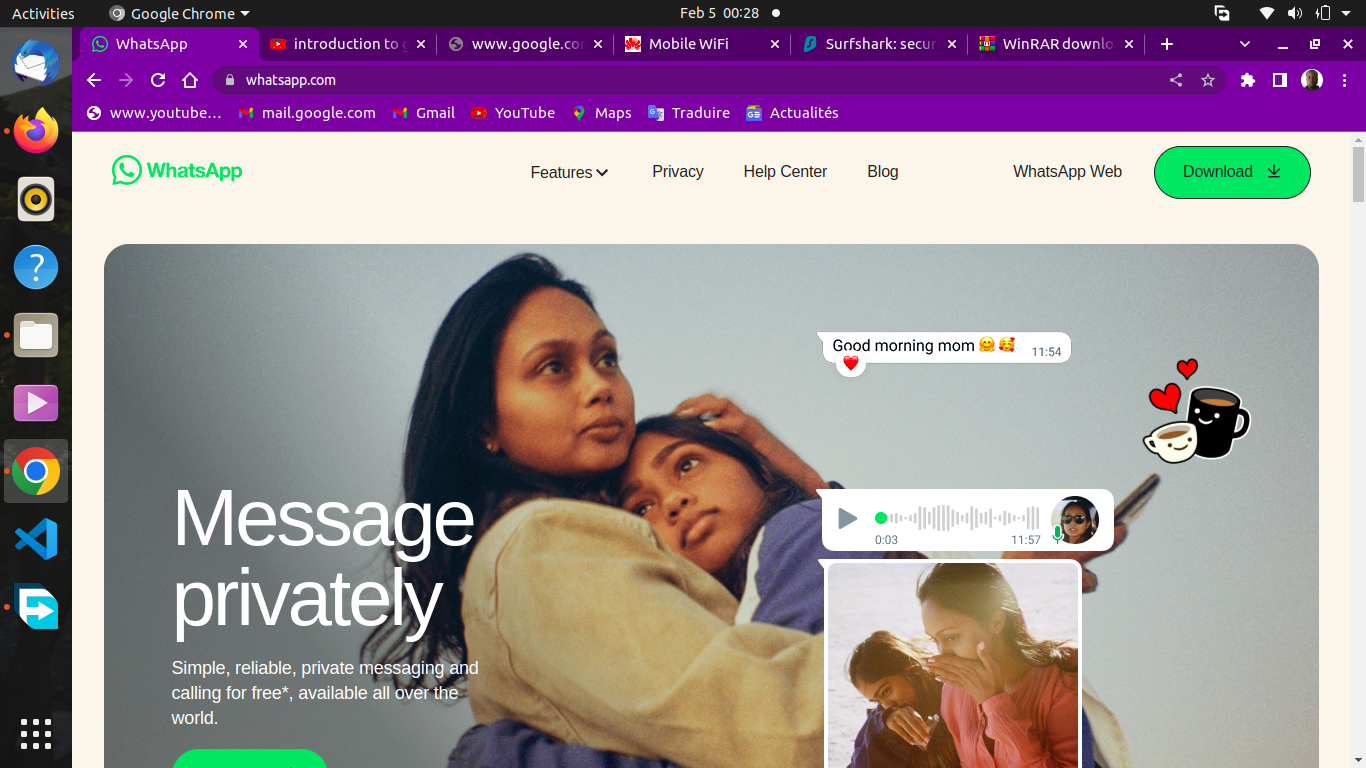 Activities
Google Chrome
Feb 5 00:28
WhatsApp
introduction to g
www.google.co
Mobile WiFi
Surfshark: secur
WinRAR downlo
whatsapp.com
www.youtube…
mail.google.com
Gmail
YouTube
Maps
Traduire
Actualités
WhatsApp
Features
Privacy
Help Center
Blog
WhatsApp Web
Download
Good morning mom 🤗🥰 11:54
0:03 11:57
Message
privately
Simple, reliable, private messaging and
calling for free*, available all over the
world.